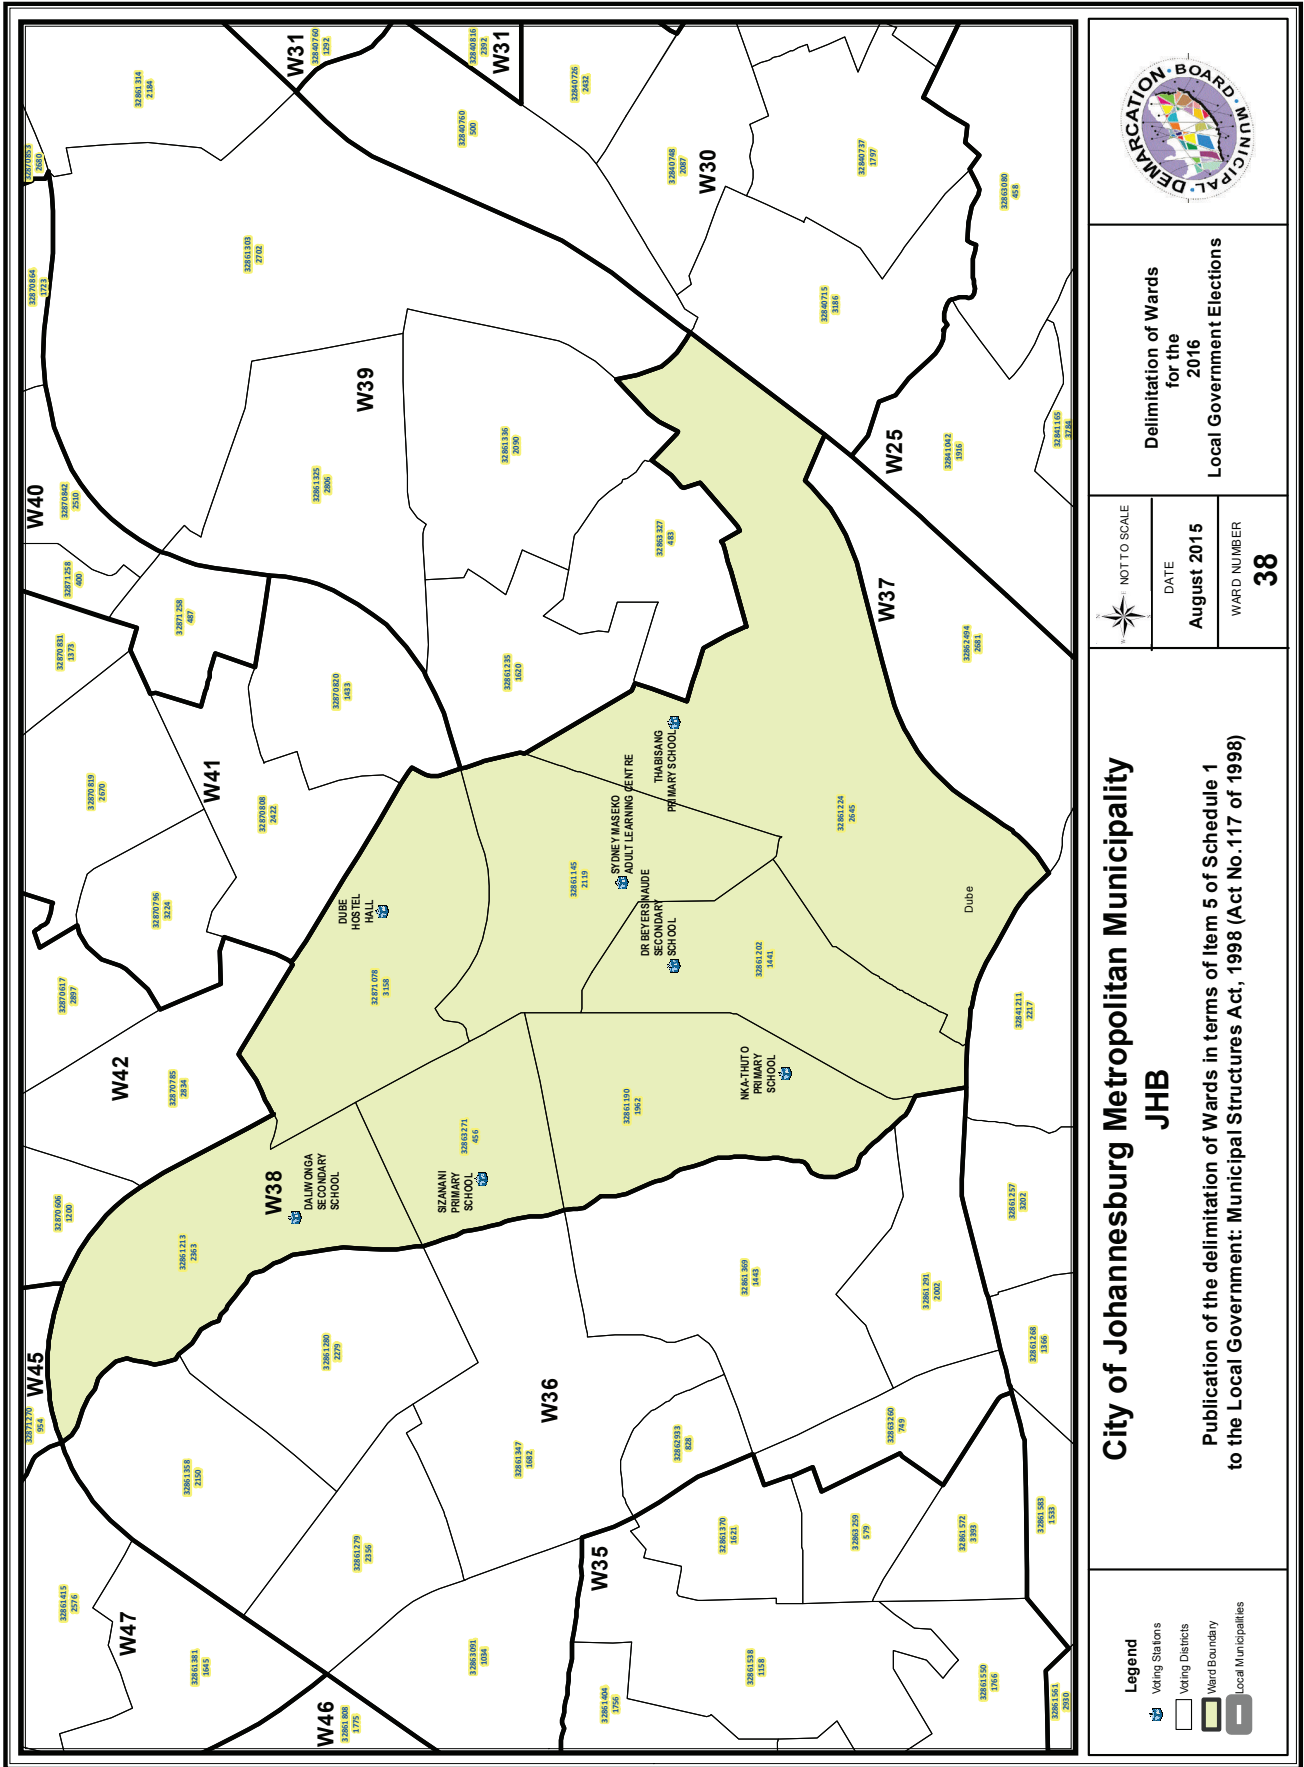 City of Johannesburg Metropolitan Municipality
JHB
Publication of the delimitation of Wards in terms of Item 5 of Schedule 1
to the Local Government: Municipal Structures Act, 1998 (Act No.117 of 1998)
Legend
Voting Stations
Voting Districts
Ward Boundary
Local Municipalities
NOT TO SCALE
DATE
August 2015
WARD NUMBER
38
Delimitation of Wards
for the
2016
Local Government Elections
MUNICIPAL • DEMARCATION • BOARD •
W45
W40
W31
W31
W47
W42
W41
W39
W30
W38
W46
W36
W35
W37
W25
DALIWONGA
SECONDARY
SCHOOL
SIZANANI
PRIMARY
SCHOOL
DUBE
HOSTEL
HALL
SYDNEY MASEKO
ADULT LEARNING CENTRE
THABISANG
PRIMARY SCHOOL
DR BEYERS NAUDE
SECONDARY
SCHOOL
NKA-THUTO
PRIMARY
SCHOOL
Dube
32871270
954
32870606
1200
32870617
2897
32870819
2670
32870831
1373
32871258
400
32870842
2510
32870864
1723
32870853
2680
32861314
2184
32840760
1292
32840816
2392
32861415
2576
32861381
1645
32861358
2150
32861213
2363
32870785
2834
32870796
3224
32870808
2422
32871258
487
32861303
2702
32840760
500
32840726
2432
32861808
1775
32861279
2356
32861280
2279
32863271
456
32871078
3158
32870820
1433
32861325
2806
32861336
2090
32840748
2087
32863091
1034
32861347
1682
32861190
1962
32861145
2119
32861235
1620
32863327
483
32840737
1797
32840715
3186
32863080
458
32861404
1756
32861538
1158
32861370
1621
32862933
828
32861369
1443
32861202
1441
32861224
2645
32862494
2681
32841042
1916
32841165
3784
32861550
1766
32861561
2930
32863259
579
32861572
3393
32863260
749
32861583
1533
32861291
2002
32861268
1366
32861257
3202
32841211
2217